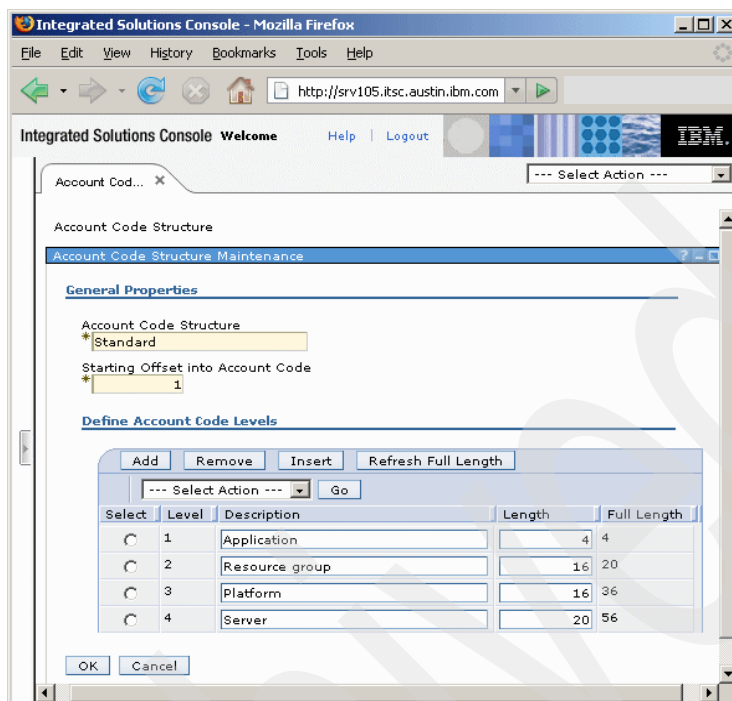 Integrated Solutions Console - Mozilla Firefox
File Edit View History Bookmarks Tools Help
http://srv105.itsc.austin.ibm.com
Integrated Solutions Console Welcome Help | Logout IBM.
Account Cod... × --- Select Action ---
Account Code Structure
Account Code Structure Maintenance ?
General Properties
Account Code Structure
* Standard
Starting Offset into Account Code
* 1
Define Account Code Levels
Add Remove Insert Refresh Full Length
--- Select Action --- Go
Select Level Description Length Full Length
1 Application 4 4
2 Resource group 16 20
3 Platform 16 36
4 Server 20 56
OK Cancel